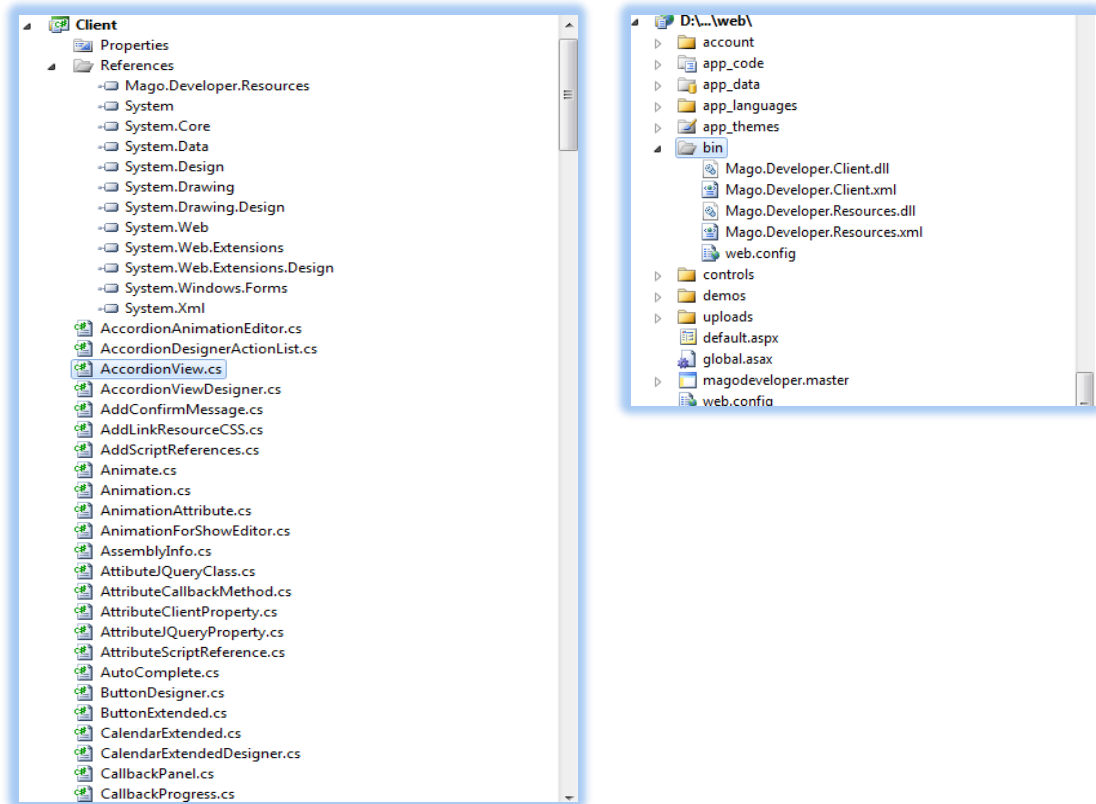 Client
Properties
References
Mago.Developer.Resources
System
System.Core
System.Data
System.Design
System.Drawing
System.Drawing.Design
System.Web
System.Web.Extensions
System.Web.Extensions.Design
System.Windows.Forms
System.Xml
AccordionAnimationEditor.cs
AccordionDesignerActionList.cs
AccordionView.cs
AccordionViewDesigner.cs
AddConfirmMessage.cs
AddLinkResourceCSS.cs
AddScriptReferences.cs
Animate.cs
Animation.cs
AnimationAttribute.cs
AnimationForShowEditor.cs
AssemblyInfo.cs
AttibuteJQueryClass.cs
AttributeCallbackMethod.cs
AttributeClientProperty.cs
AttributeJQueryProperty.cs
AttributeScriptReference.cs
AutoComplete.cs
ButtonDesigner.cs
ButtonExtended.cs
CalendarExtended.cs
CalendarExtendedDesigner.cs
CallbackPanel.cs
CallbackProgress.cs
D:\...\web\
account
app_code
app_data
app_languages
app_themes
bin
Mago.Developer.Client.dll
Mago.Developer.Client.xml
Mago.Developer.Resources.dll
Mago.Developer.Resources.xml
web.config
controls
demos
uploads
default.aspx
global.asax
magodeveloper.master
web.config